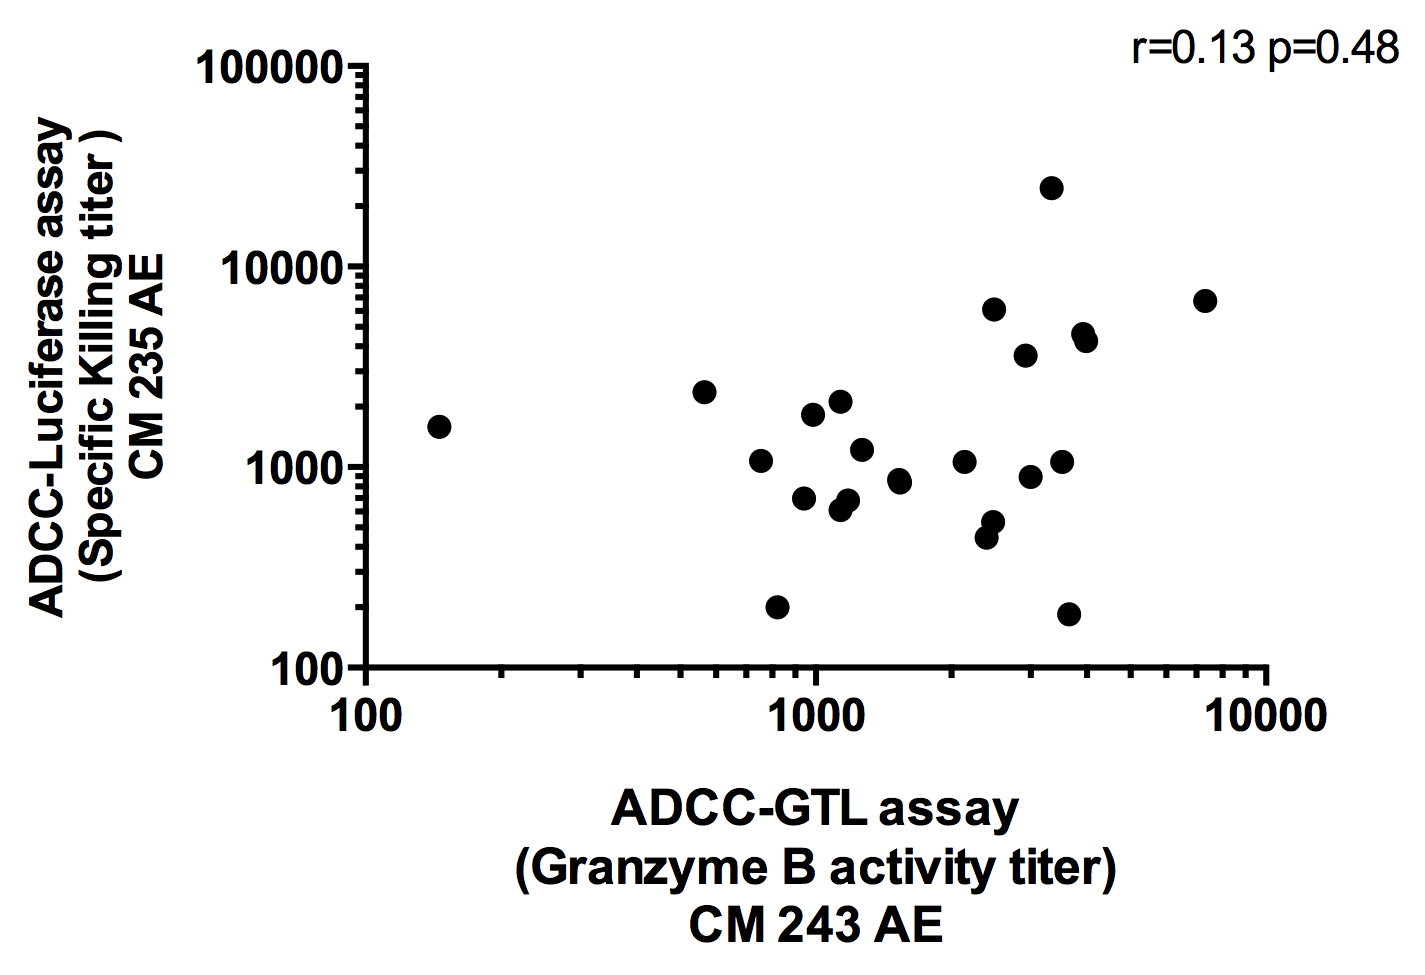 r=0.13 p=0.48
100000
10000
1000
100
ADCC-Luciferase assay
(Specific Killing titer )
CM 235 AE
100
1000
10000
ADCC-GTL assay
(Granzyme B activity titer)
CM 243 AE